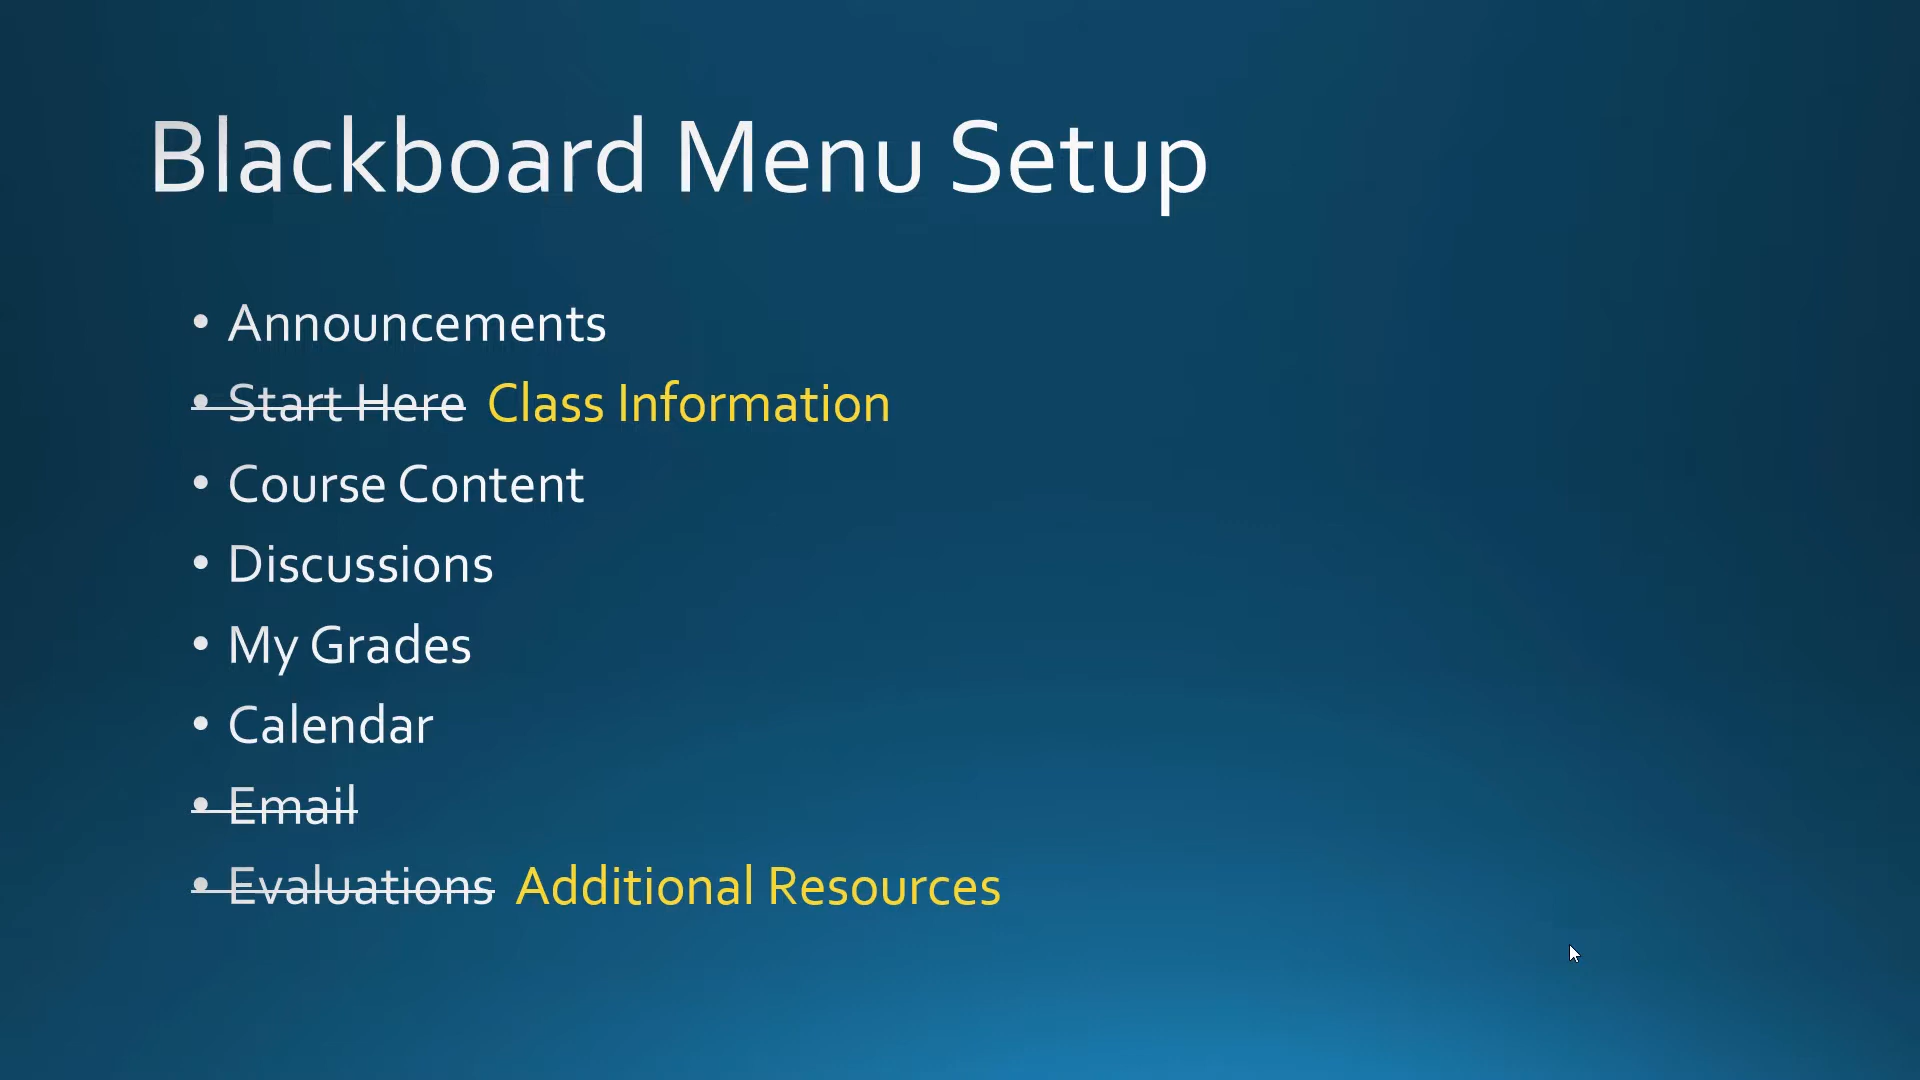 Blackboard Menu Setup
• Announcements
• Start Here Class Information
• Course Content
• Discussions
• My Grades
• Calendar
• Email
• Evaluations Additional Resources